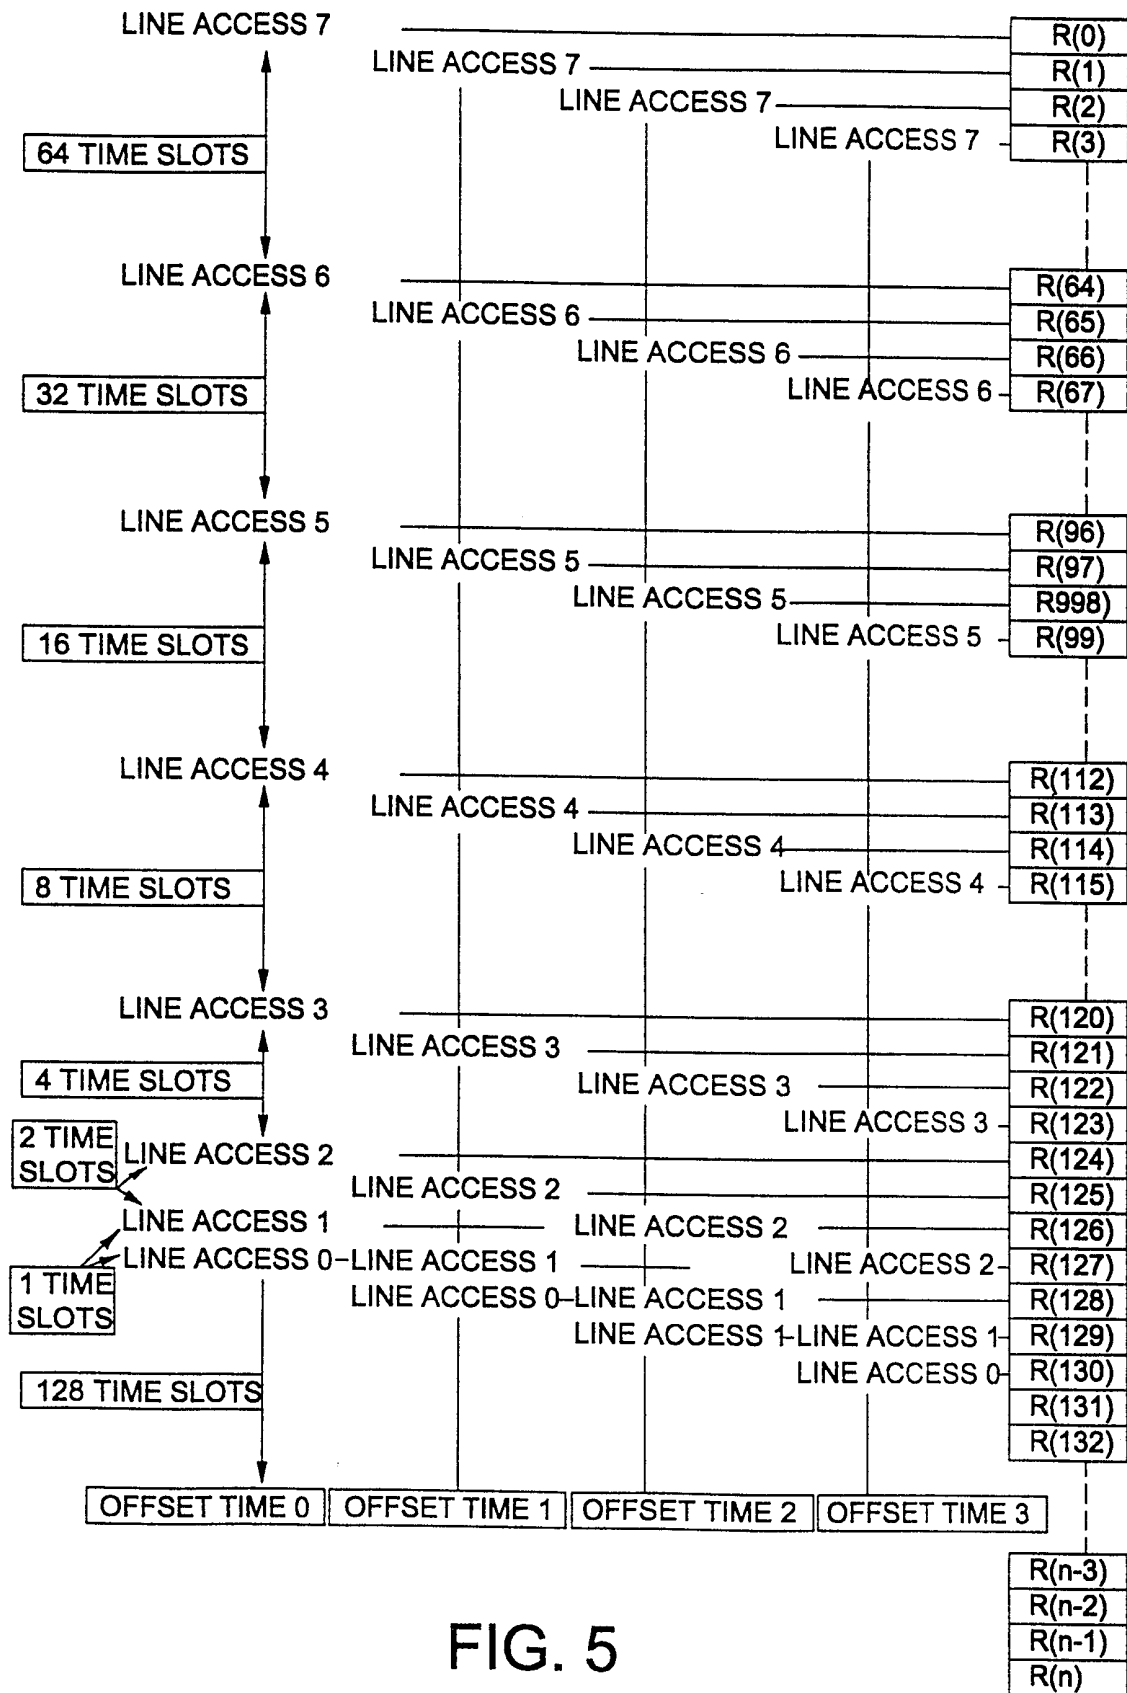 LINE ACCESS 7 R(0)
LINE ACCESS 7 R(1)
LINE ACCESS 7 R(2)
LINE ACCESS 7 R(3)
64 TIME SLOTS
LINE ACCESS 6 R(64)
LINE ACCESS 6 R(65)
LINE ACCESS 6 R(66)
LINE ACCESS 6 R(67)
32 TIME SLOTS
LINE ACCESS 5 R(96)
LINE ACCESS 5 R(97)
LINE ACCESS 5 R998)
LINE ACCESS 5 R(99)
16 TIME SLOTS
LINE ACCESS 4 R(112)
LINE ACCESS 4 R(113)
LINE ACCESS 4 R(114)
LINE ACCESS 4 R(115)
8 TIME SLOTS
LINE ACCESS 3 R(120)
LINE ACCESS 3 R(121)
LINE ACCESS 3 R(122)
LINE ACCESS 3 R(123)
4 TIME SLOTS
2 TIME
SLOTS
LINE ACCESS 2 R(124)
LINE ACCESS 2 R(125)
LINE ACCESS 1 LINE ACCESS 2 R(126)
LINE ACCESS 0 LINE ACCESS 1 LINE ACCESS 2 R(127)
1 TIME
SLOTS
LINE ACCESS 0 LINE ACCESS 1 R(128)
LINE ACCESS 1 LINE ACCESS 1 R(129)
LINE ACCESS 0 R(130)
128 TIME SLOTS R(131)
R(132)
OFFSET TIME 0 OFFSET TIME 1 OFFSET TIME 2 OFFSET TIME 3
R(n-3)
R(n-2)
R(n-1)
R(n)
FIG. 5